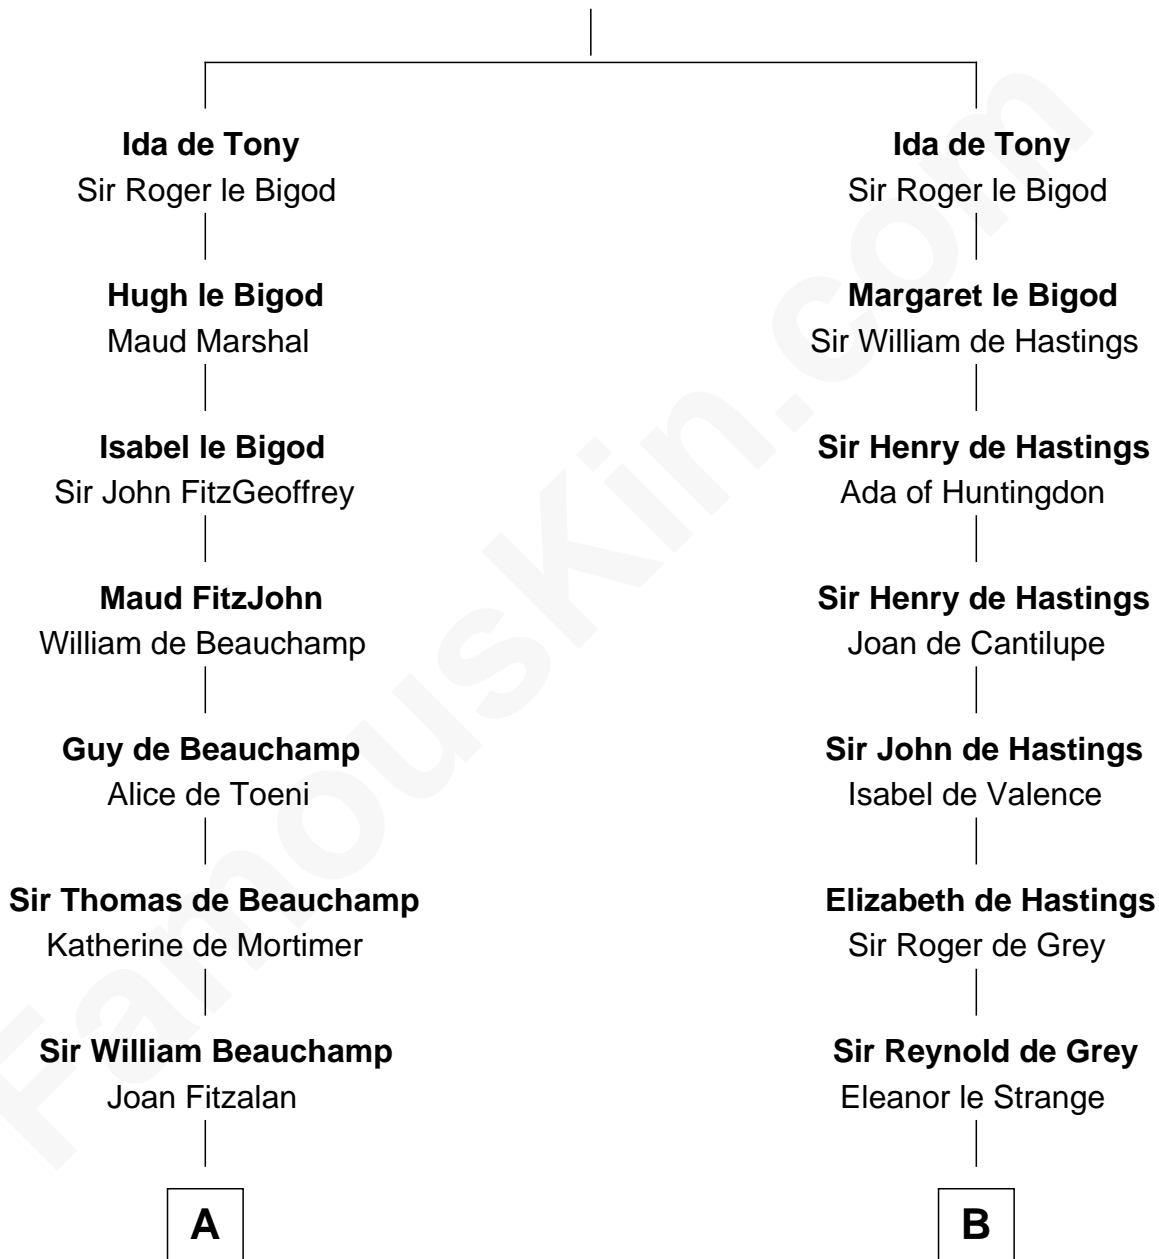 Ida de Tony
Sir Roger le Bigod
Hugh le Bigod
Maud Marshal
Isabel le Bigod
Sir John FitzGeoffrey
Maud FitzJohn
William de Beauchamp
Guy de Beauchamp
Alice de Toeni
Sir Thomas de Beauchamp
Katherine de Mortimer
Sir William Beauchamp
Joan Fitzalan
A
Ida de Tony
Sir Roger le Bigod
Margaret le Bigod
Sir William de Hastings
Sir Henry de Hastings
Ada of Huntingdon
Sir Henry de Hastings
Joan de Cantilupe
Sir John de Hastings
Isabel de Valence
Elizabeth de Hastings
Sir Roger de Grey
Sir Reynold de Grey
Eleanor le Strange
B
FamousKin.com